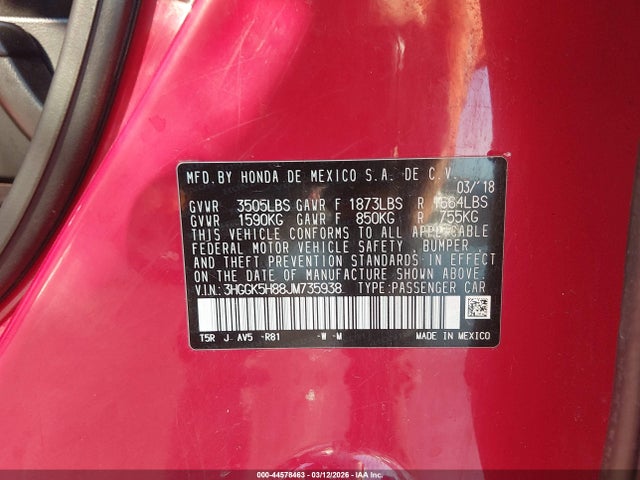 MFD.BY HONDA DE MEXICO S.A. DE C.V.
03/'18
GVWR 3505LBS GAWR F 1873LBS R 1664LBS
GVWR 1590KG GAWR F 850KG R 755KG
THIS VEHICLE CONFORMS TO ALL APPLICABLE
FEDERAL MOTOR VEHICLE SAFETY, BUMPER,
AND THEFT PREVENTION STANDARDS IN EFFECT
ON THE DATE OF MANUFACTURE SHOWN ABOVE.
V.I.N.: 3HGGK5H88JM735938 TYPE:PASSENGER CAR
T5R J AV5 -R81 -W -M MADE IN MEXICO
000-44578463 - 03/12/2026 - IAA Inc.